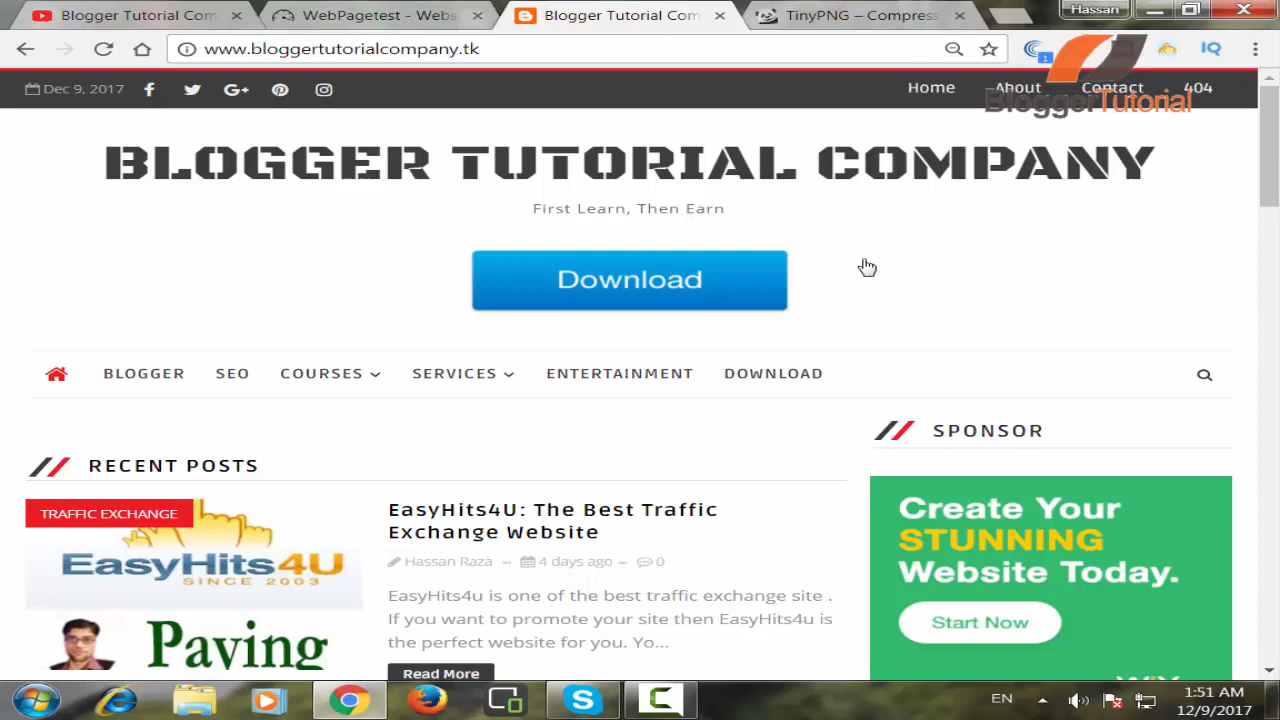 Blogger Tutorial Com
WebPagetest - Webs
Blogger Tutorial Com
TinyPNG – Compress
Hassan
www.bloggertutorialcompany.tk
1
IQ
Dec 9, 2017
Home
About
Contact
404
BloggerTutorial
BLOGGER TUTORIAL COMPANY
First Learn, Then Earn
Download
BLOGGER
SEO
COURSES
SERVICES
ENTERTAINMENT
DOWNLOAD
SPONSOR
RECENT POSTS
TRAFFIC EXCHANGE
EasyHits4U
SINCE 2003
Paving
EasyHits4U: The Best Traffic
Exchange Website
Hassan Raza – 4 days ago – 0
EasyHits4u is one of the best traffic exchange site .
If you want to promote your site then EasyHits4u is
the perfect website for you. Yo...
Read More
Create Your
STUNNING
Website Today.
Start Now
EN
1:51 AM
12/9/2017